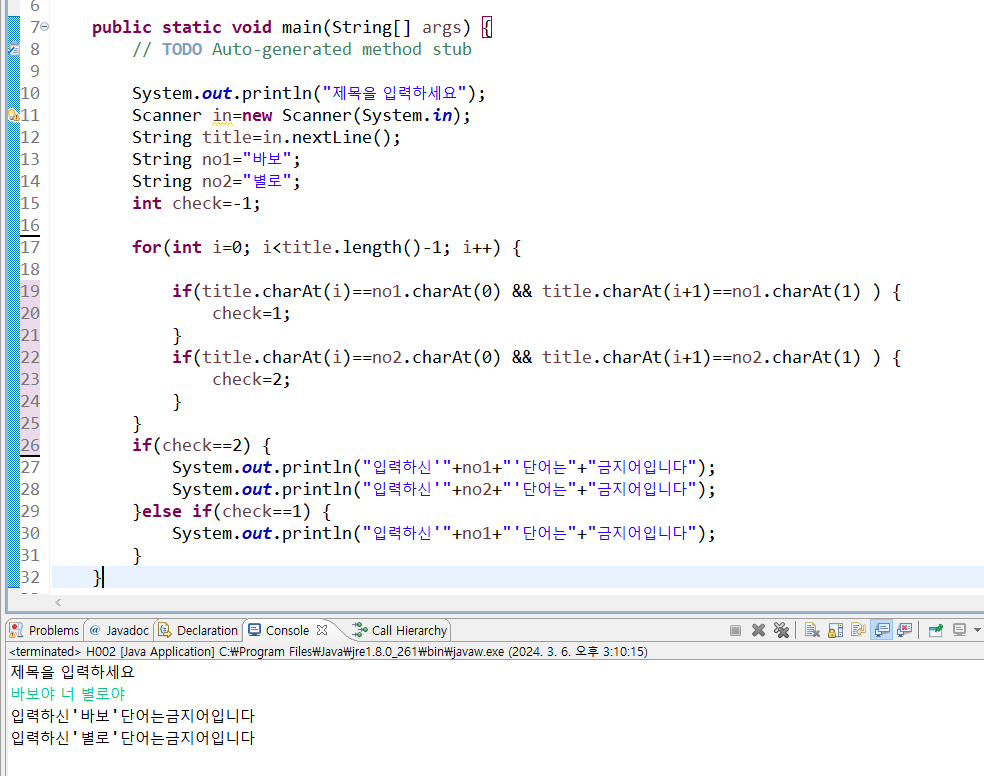 6
7 public static void main(String[] args) {
8 // TODO Auto-generated method stub
9
10 System.out.println("제목을 입력하세요");
11 Scanner in=new Scanner(System.in);
12 String title=in.nextLine();
13 String no1="바보";
14 String no2="별로";
15 int check=-1;
16
17 for(int i=0; i<title.length()-1; i++) {
18
19 if(title.charAt(i)==no1.charAt(0) && title.charAt(i+1)==no1.charAt(1) ) {
20 check=1;
21 }
22 if(title.charAt(i)==no2.charAt(0) && title.charAt(i+1)==no2.charAt(1) ) {
23 check=2;
24 }
25 }
26 if(check==2) {
27 System.out.println("입력하신'"+no1+"'단어는"+"금지어입니다");
28 System.out.println("입력하신'"+no2+"'단어는"+"금지어입니다");
29 }else if(check==1) {
30 System.out.println("입력하신'"+no1+"'단어는"+"금지어입니다");
31 }
32 }
Problems @ Javadoc Declaration Console Call Hierarchy
<terminated> H002 [Java Application] C:₩Program Files₩Java₩jre1.8.0_261₩bin₩javaw.exe (2024. 3. 6. 오후 3:10:15)
제목을 입력하세요
바보야 너 별로야
입력하신'바보'단어는금지어입니다
입력하신'별로'단어는금지어입니다